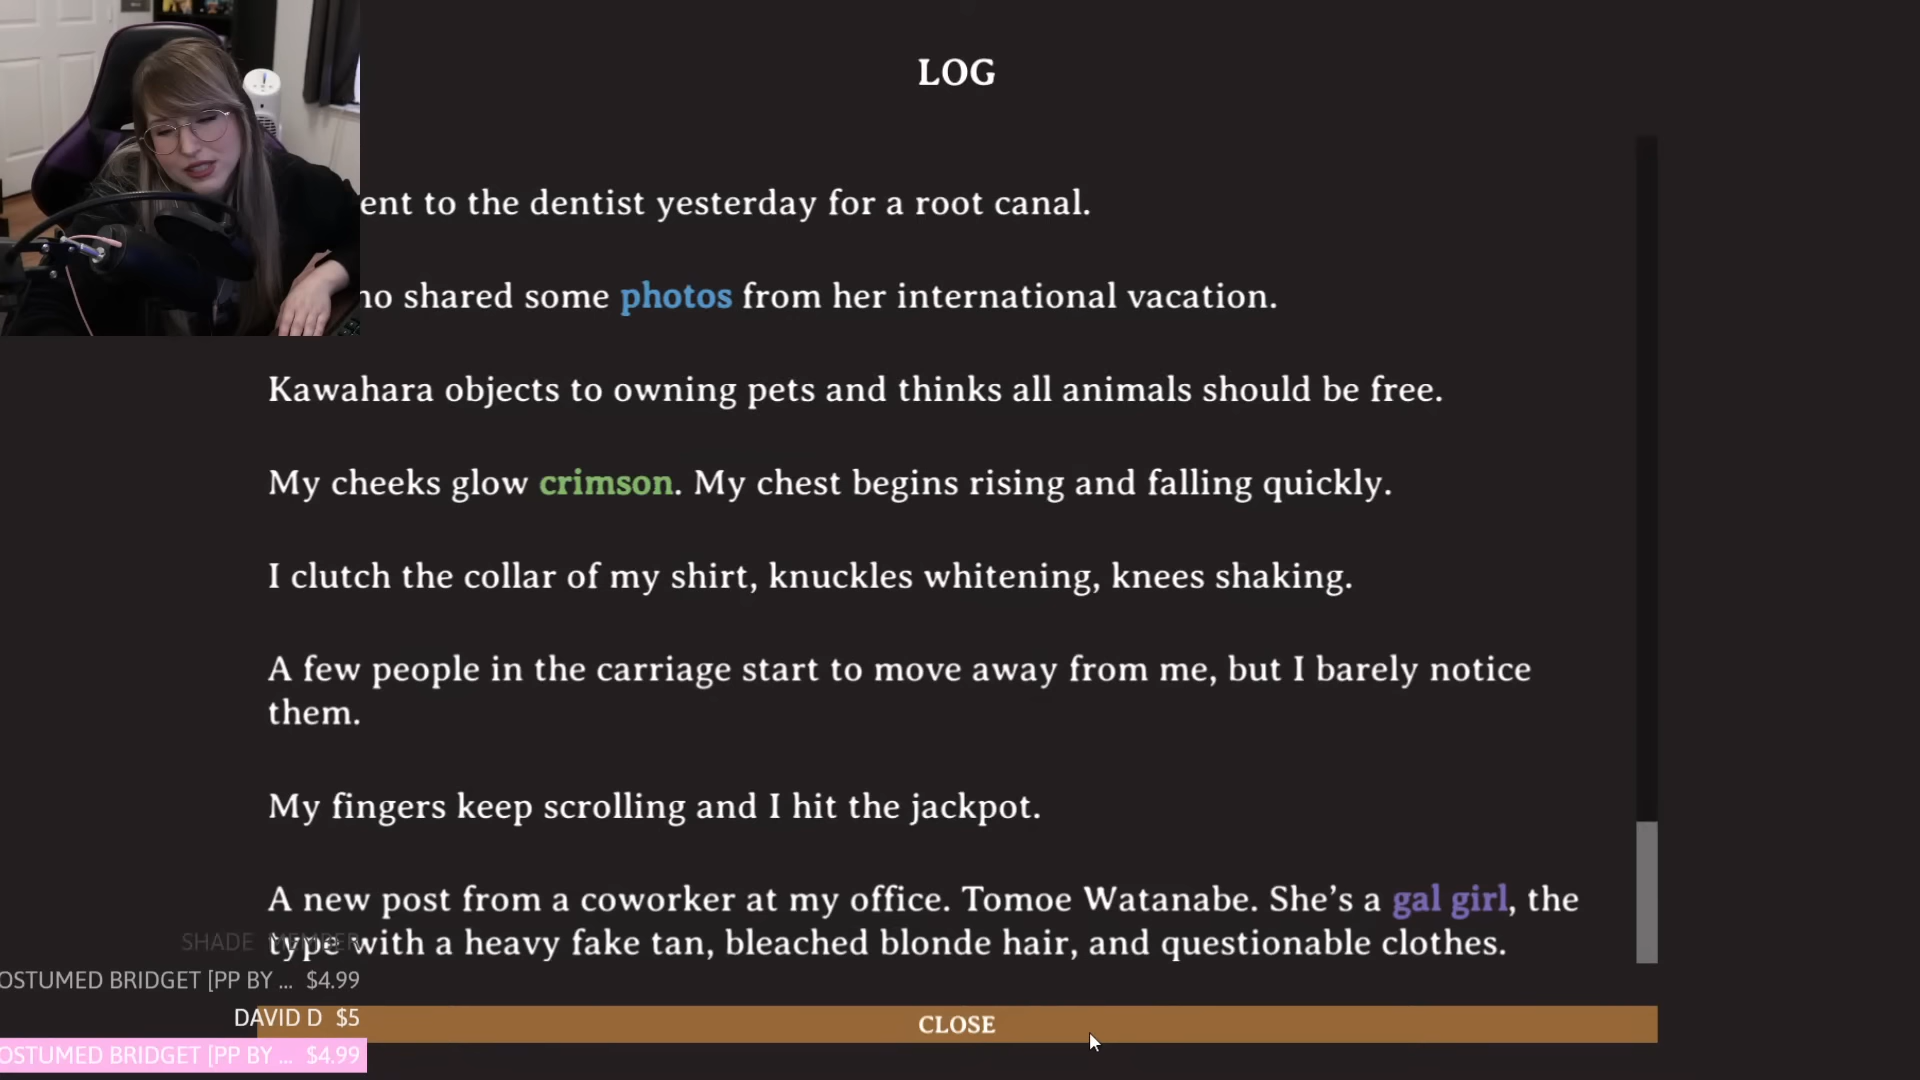 LOG
ent to the dentist yesterday for a root canal.
no shared some photos from her international vacation.
Kawahara objects to owning pets and thinks all animals should be free.
My cheeks glow crimson. My chest begins rising and falling quickly.
I clutch the collar of my shirt, knuckles whitening, knees shaking.
A few people in the carriage start to move away from me, but I barely notice
them.
My fingers keep scrolling and I hit the jackpot.
A new post from a coworker at my office. Tomoe Watanabe. She's a gal girl, the
type with a heavy fake tan, bleached blonde hair, and questionable clothes.
SHADE MEMBER
OSTUMED BRIDGET [PP BY ... $4.99
DAVID D $5
OSTUMED BRIDGET [PP BY ... $4.99
CLOSE